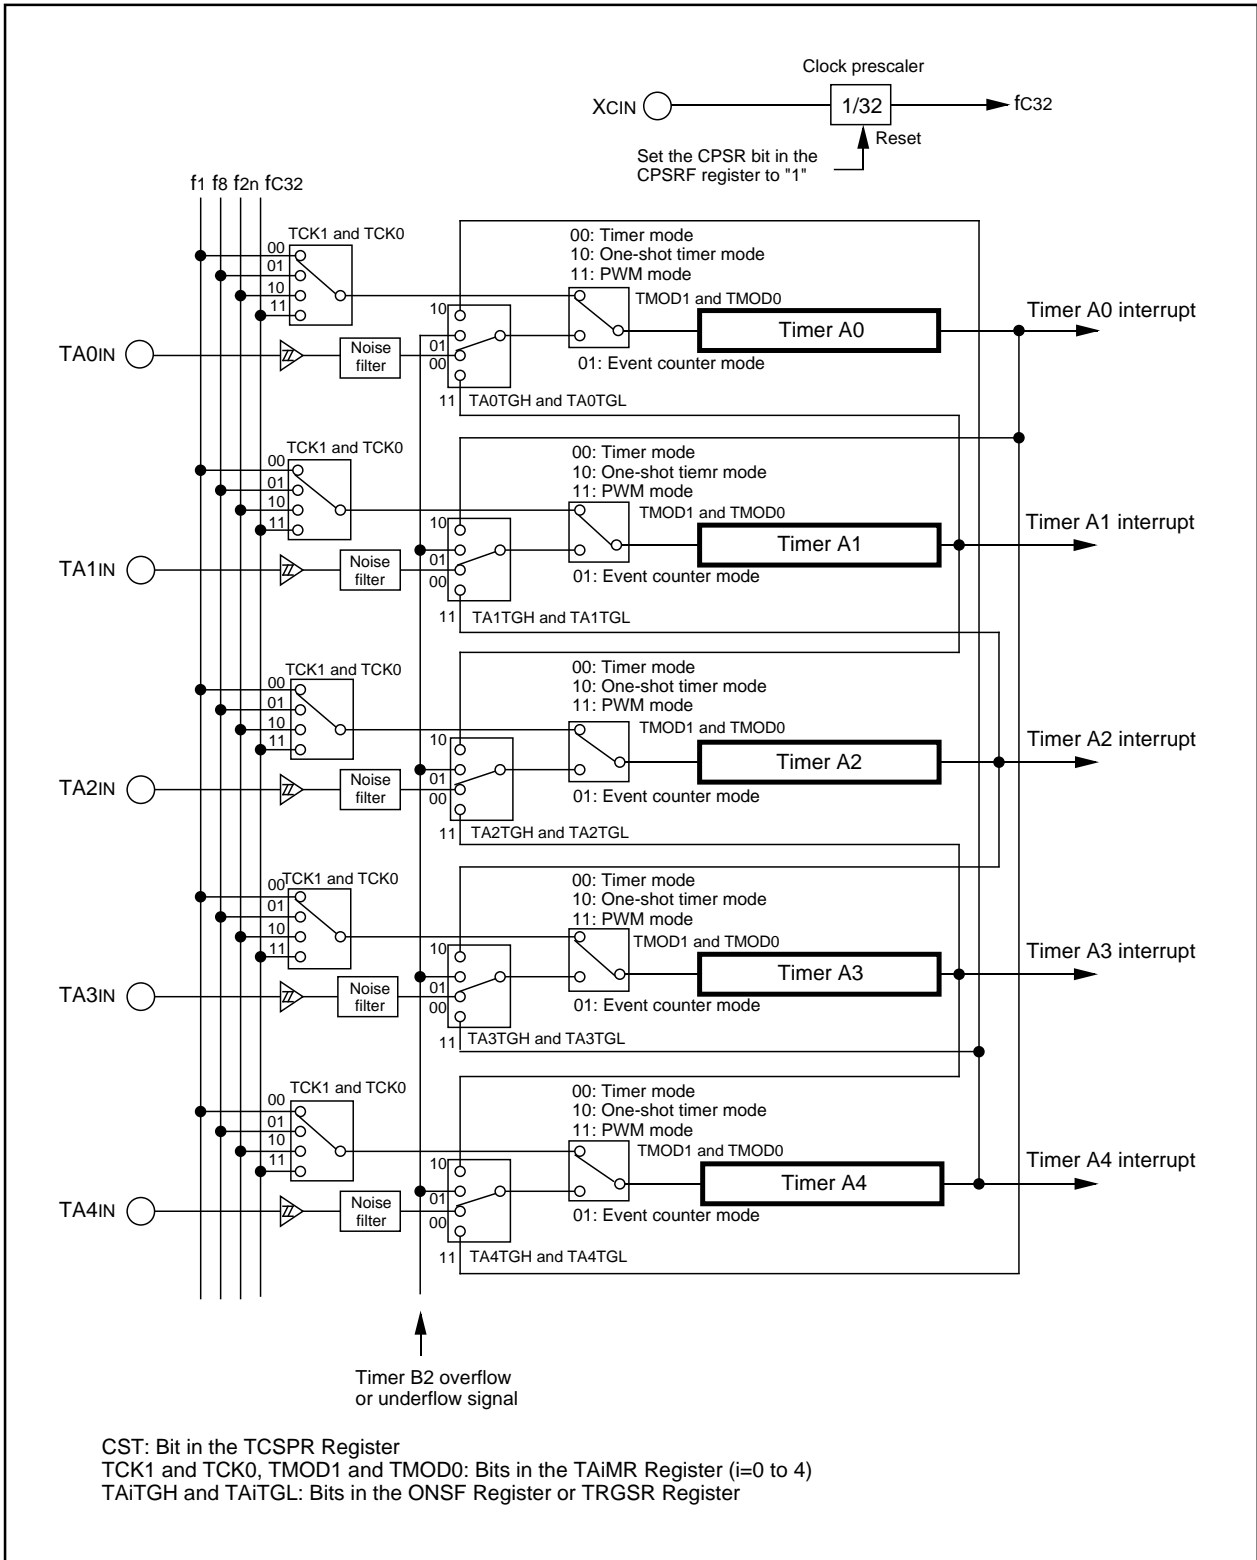 Clock prescaler
XCIN
1/32
fC32
Reset
Set the CPSR bit in the
CPSRF register to "1"
f1 f8 f2n fC32
TCK1 and TCK0
00
01
10
11
00: Timer mode
10: One-shot timer mode
11: PWM mode
TMOD1 and TMOD0
10
01
00
11
Timer A0
Timer A0 interrupt
TA0IN
Noise
filter
01: Event counter mode
TA0TGH and TA0TGL
TCK1 and TCK0
00
01
10
11
00: Timer mode
10: One-shot tiemr mode
11: PWM mode
TMOD1 and TMOD0
10
01
00
11
Timer A1
Timer A1 interrupt
TA1IN
Noise
filter
01: Event counter mode
TA1TGH and TA1TGL
TCK1 and TCK0
00
01
10
11
00: Timer mode
10: One-shot timer mode
11: PWM mode
TMOD1 and TMOD0
10
01
00
11
Timer A2
Timer A2 interrupt
TA2IN
Noise
filter
01: Event counter mode
TA2TGH and TA2TGL
TCK1 and TCK0
00
01
10
11
00: Timer mode
10: One-shot timer mode
11: PWM mode
TMOD1 and TMOD0
10
01
00
11
Timer A3
Timer A3 interrupt
TA3IN
Noise
filter
01: Event counter mode
TA3TGH and TA3TGL
TCK1 and TCK0
00
01
10
11
00: Timer mode
10: One-shot timer mode
11: PWM mode
TMOD1 and TMOD0
10
01
00
11
Timer A4
Timer A4 interrupt
TA4IN
Noise
filter
01: Event counter mode
TA4TGH and TA4TGL
Timer B2 overflow
or underflow signal
CST: Bit in the TCSPR Register
TCK1 and TCK0, TMOD1 and TMOD0: Bits in the TAiMR Register (i=0 to 4)
TAiTGH and TAiTGL: Bits in the ONSF Register or TRGSR Register